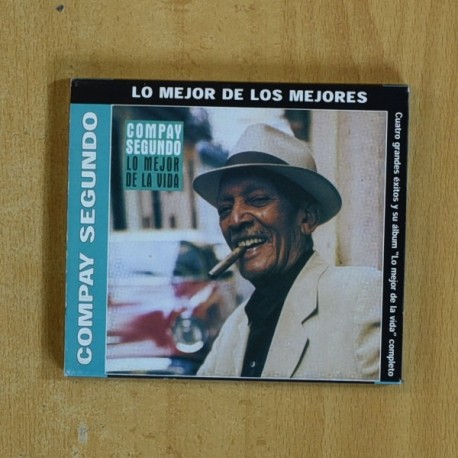 LO MEJOR DE LOS MEJORES
COMPAY SEGUNDO
COMPAY
SEGUNDO
LO MEJOR
DE LA VIDA
Cuatro grandes éxitos y su album "Lo mejor de la vida" completo